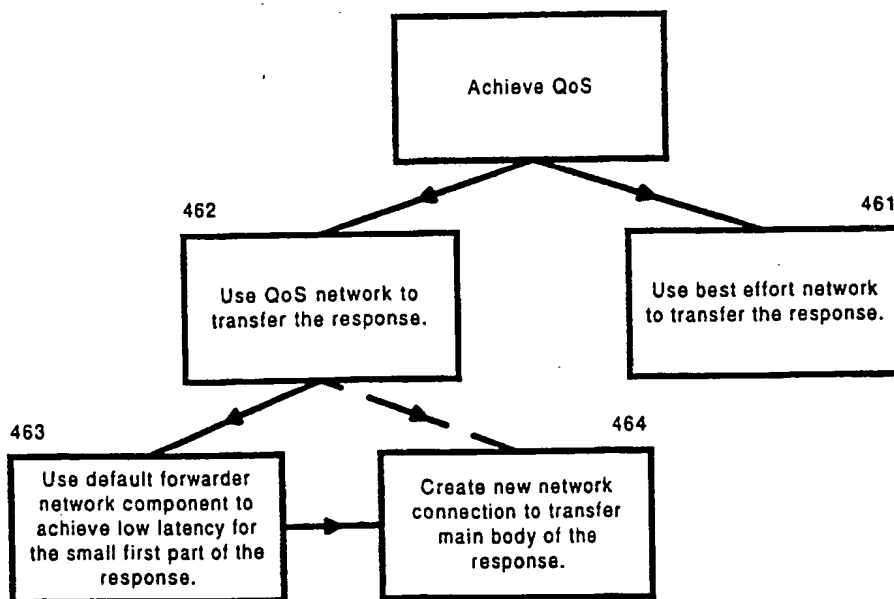 Achieve QoS
462
461
Use QoS network to
transfer the response.
Use best effort network
to transfer the response.
463
464
Use default forwarder
network component to
achieve low latency for
the small first part of the
response.
Create new network
connection to transfer
main body of the
response.